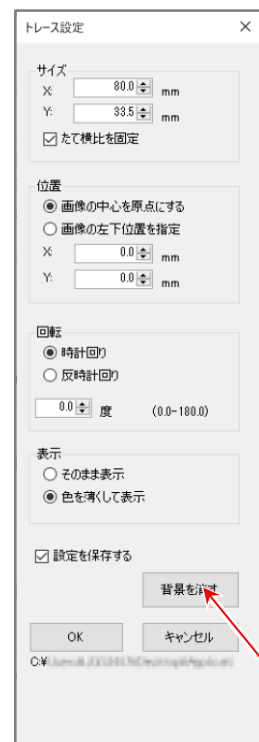 トレース設定
サイズ
X: 80.0 mm
Y: 33.5 mm
たて横比を固定
位置
画像の中心を原点にする
画像の左下位置を指定
X: 0.0 mm
Y: 0.0 mm
回転
時計回り
反時計回り
0.0 度 (0.0-180.0)
表示
そのまま表示
色を薄くして表示
設定を保存する
背景を消す
OK キャンセル
C:¥